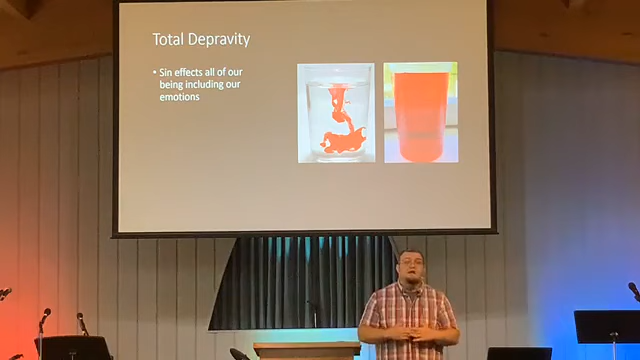 Total Depravity
• Sin effects all of our
being including our
emotions